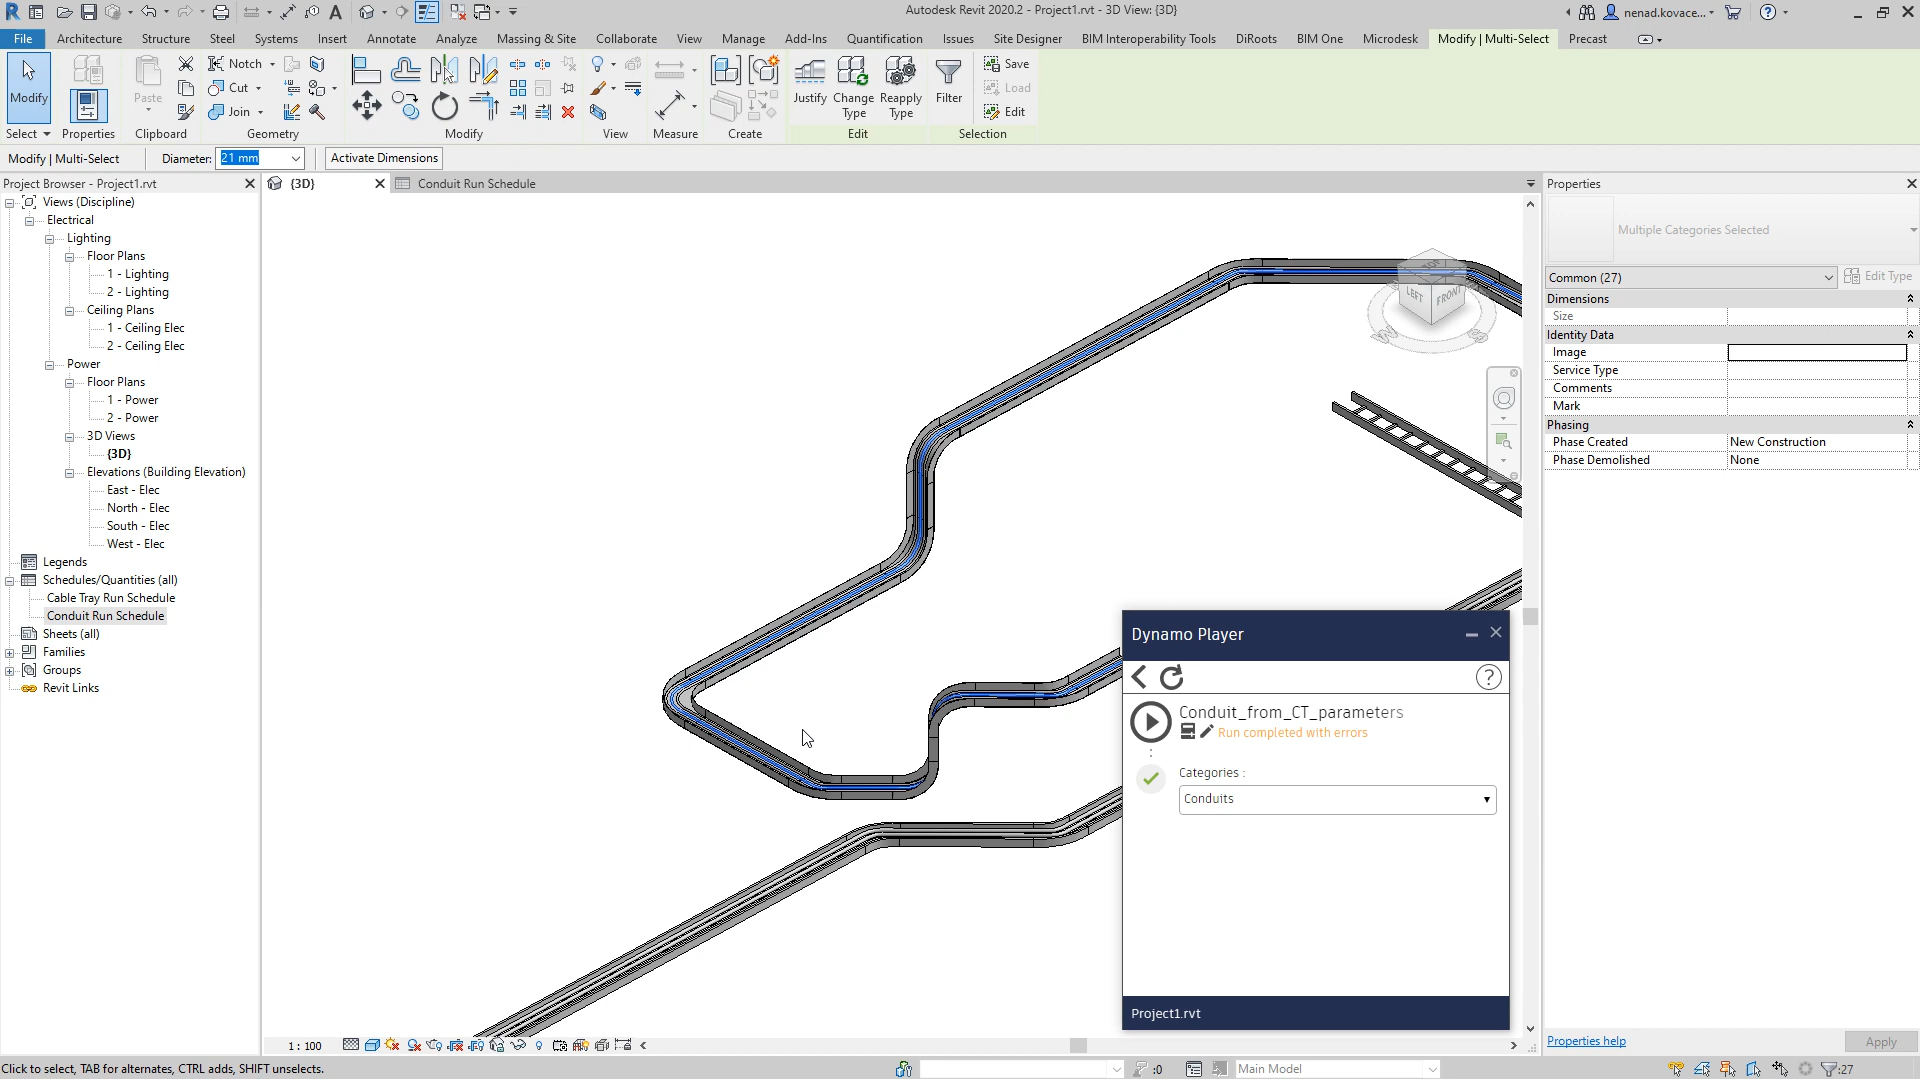 Autodesk Revit 2020.2 - Project1.rvt - 3D View: {3D}
nenad.kovace...
File Architecture Structure Steel Systems Insert Annotate Analyze Massing & Site Collaborate View Manage Add-Ins Quantification Issues Site Designer BIM Interoperability Tools DiRoots BIM One Microdesk Modify | Multi-Select Precast
Modify
Paste
Notch
Cut
Join
Justify
Change Type
Reapply Type
Filter
Save
Load
Edit
Select Properties Clipboard Geometry Modify View Measure Create Edit Selection
Modify | Multi-Select Diameter: 21 mm Activate Dimensions
Project Browser - Project1.rvt
{3D} Conduit Run Schedule
Views (Discipline)
Electrical
Lighting
Floor Plans
1 - Lighting
2 - Lighting
Ceiling Plans
1 - Ceiling Elec
2 - Ceiling Elec
Power
Floor Plans
1 - Power
2 - Power
3D Views
{3D}
Elevations (Building Elevation)
East - Elec
North - Elec
South - Elec
West - Elec
Legends
Schedules/Quantities (all)
Cable Tray Run Schedule
Conduit Run Schedule
Sheets (all)
Families
Groups
Revit Links
TOP
LEFT
FRONT
Dynamo Player
Conduit_from_CT_parameters
Run completed with errors
Categories :
Conduits
Project1.rvt
Properties
Multiple Categories Selected
Common (27) Edit Type
Dimensions
Size
Identity Data
Image
Service Type
Comments
Mark
Phasing
Phase Created New Construction
Phase Demolished None
Properties help Apply
1 : 100
Click to select, TAB for alternates, CTRL adds, SHIFT unselects.
:0
Main Model
:27